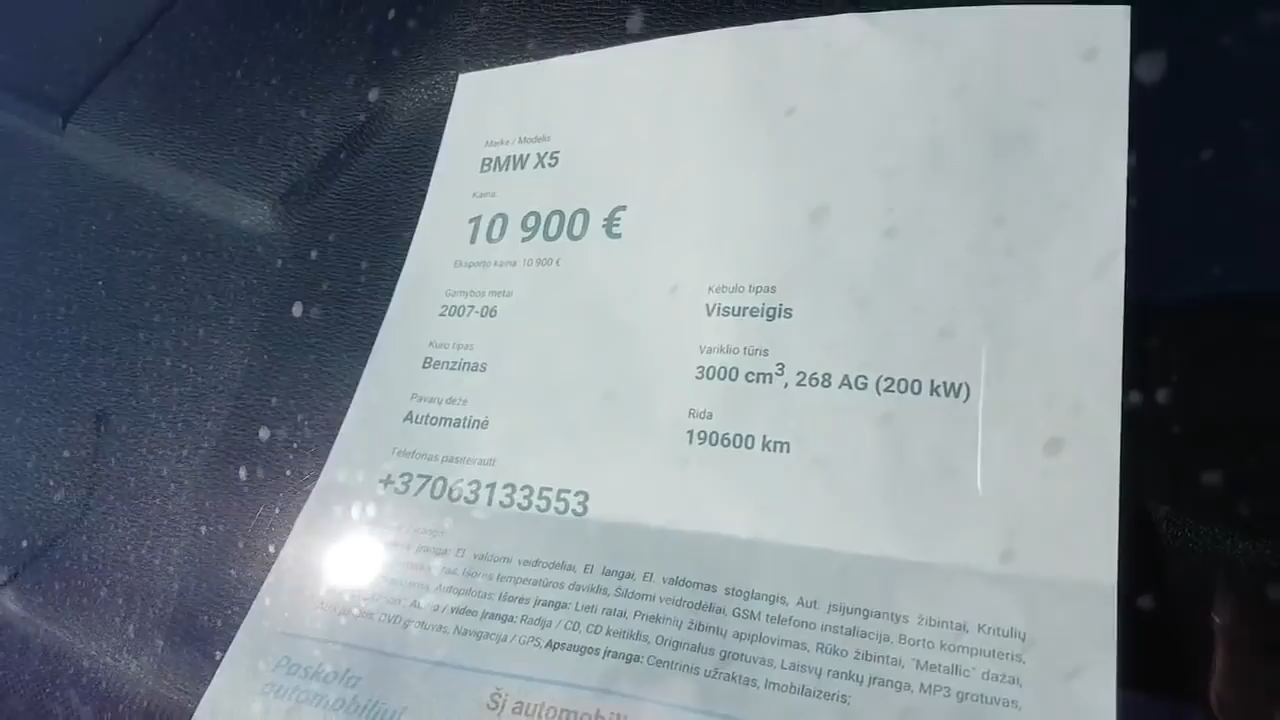 Markė / Modelis
BMW X5
Kaina
10 900 €
Eksporto kaina: 10 900 €
Gamybos metai
2007-06
Kėbulo tipas
Visureigis
Kuro tipas
Benzinas
Variklio tūris
3000 cm³, 268 AG (200 kW)
Pavarų dėžė
Automatinė
Rida
190600 km
Telefonas pasiteirauti
+37063133553
įranga: El. valdomi veidrodėliai, El. langai, El. valdomas stoglangis, Aut. įsijungiantys žibintai, Kritulių
Išorės temperatūros daviklis, Šildomi veidrodėliai, GSM telefono instaliacija, Borto kompiuteris,
Autopilotas; Išorės įranga: Lieti ratai, Priekinių žibintų apiplovimas, Rūko žibintai, "Metallic" dažai,
Audio / video įranga: Radija / CD, CD keitiklis, Originalus grotuvas, Laisvų rankų įranga, MP3 grotuvas,
DVD grotuvas, Navigacija / GPS; Apsaugos įranga: Centrinis užraktas, Imobilaizeris;
Paskola
automobiliui
Šį